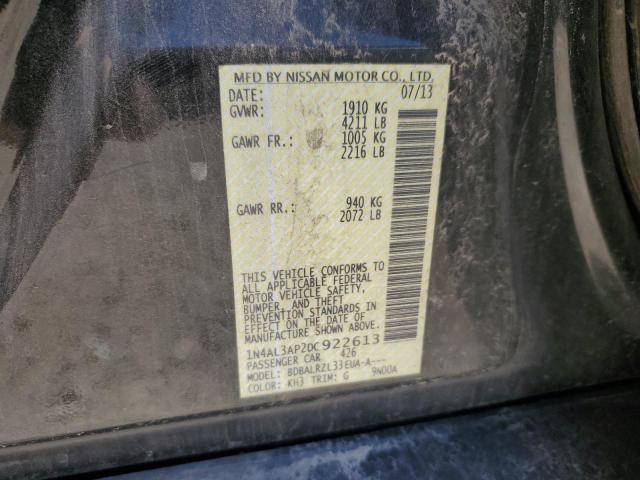 MFD BY NISSAN MOTOR CO., LTD.
DATE: 07/13
GVWR: 1910 KG
4211 LB
GAWR FR.: 1005 KG
2216 LB
GAWR RR.: 940 KG
2072 LB
THIS VEHICLE CONFORMS TO
ALL APPLICABLE FEDERAL
MOTOR VEHICLE SAFETY,
BUMPER, AND THEFT
PREVENTION STANDARDS IN
EFFECT ON THE DATE OF
MANUFACTURE SHOWN ABOVE.
1N4AL3AP2DC922613
PASSENGER CAR 426
MODEL: BDBALRZL33EUA-A----
COLOR: KH3 TRIM: G 9N00A